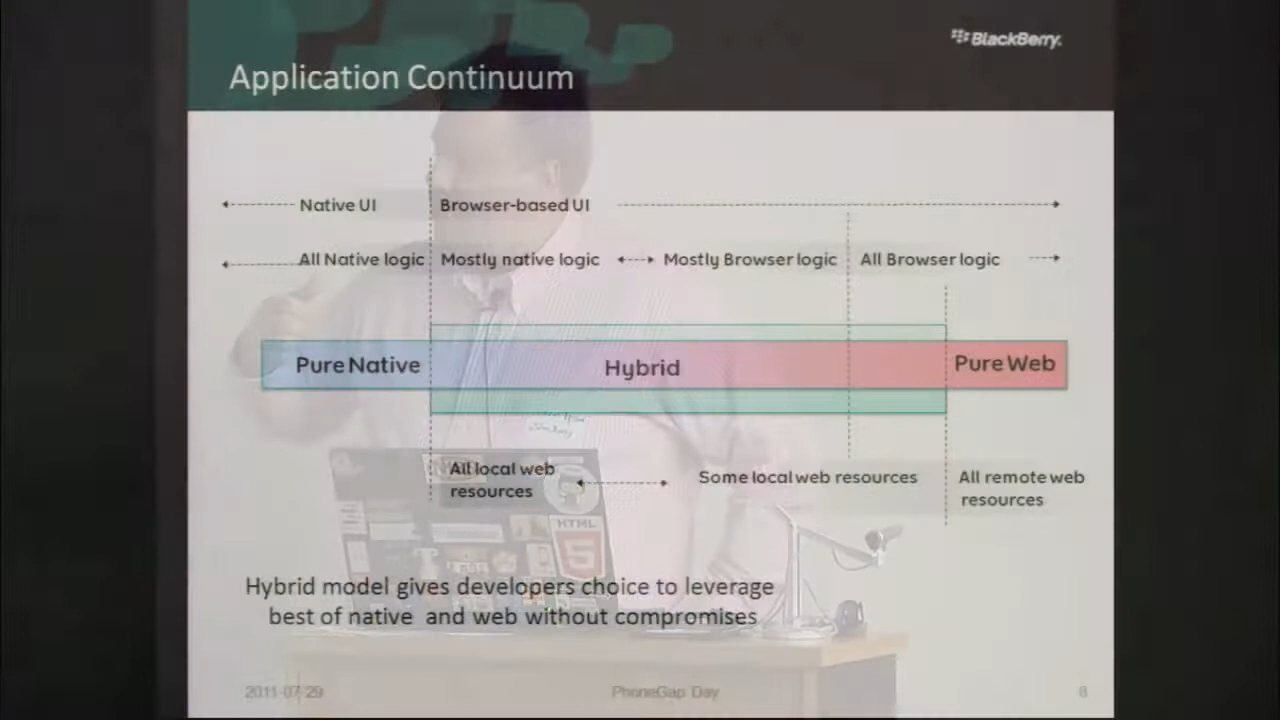 BlackBerry.
Application Continuum
Native UI
Browser-based UI
All Native logic
Mostly native logic
Mostly Browser logic
All Browser logic
Pure Native
Hybrid
Pure Web
All local web
resources
Some local web resources
All remote web
resources
HTML
5
Hybrid model gives developers choice to leverage
best of native and web without compromises
2011-07-29
PhoneGap Day